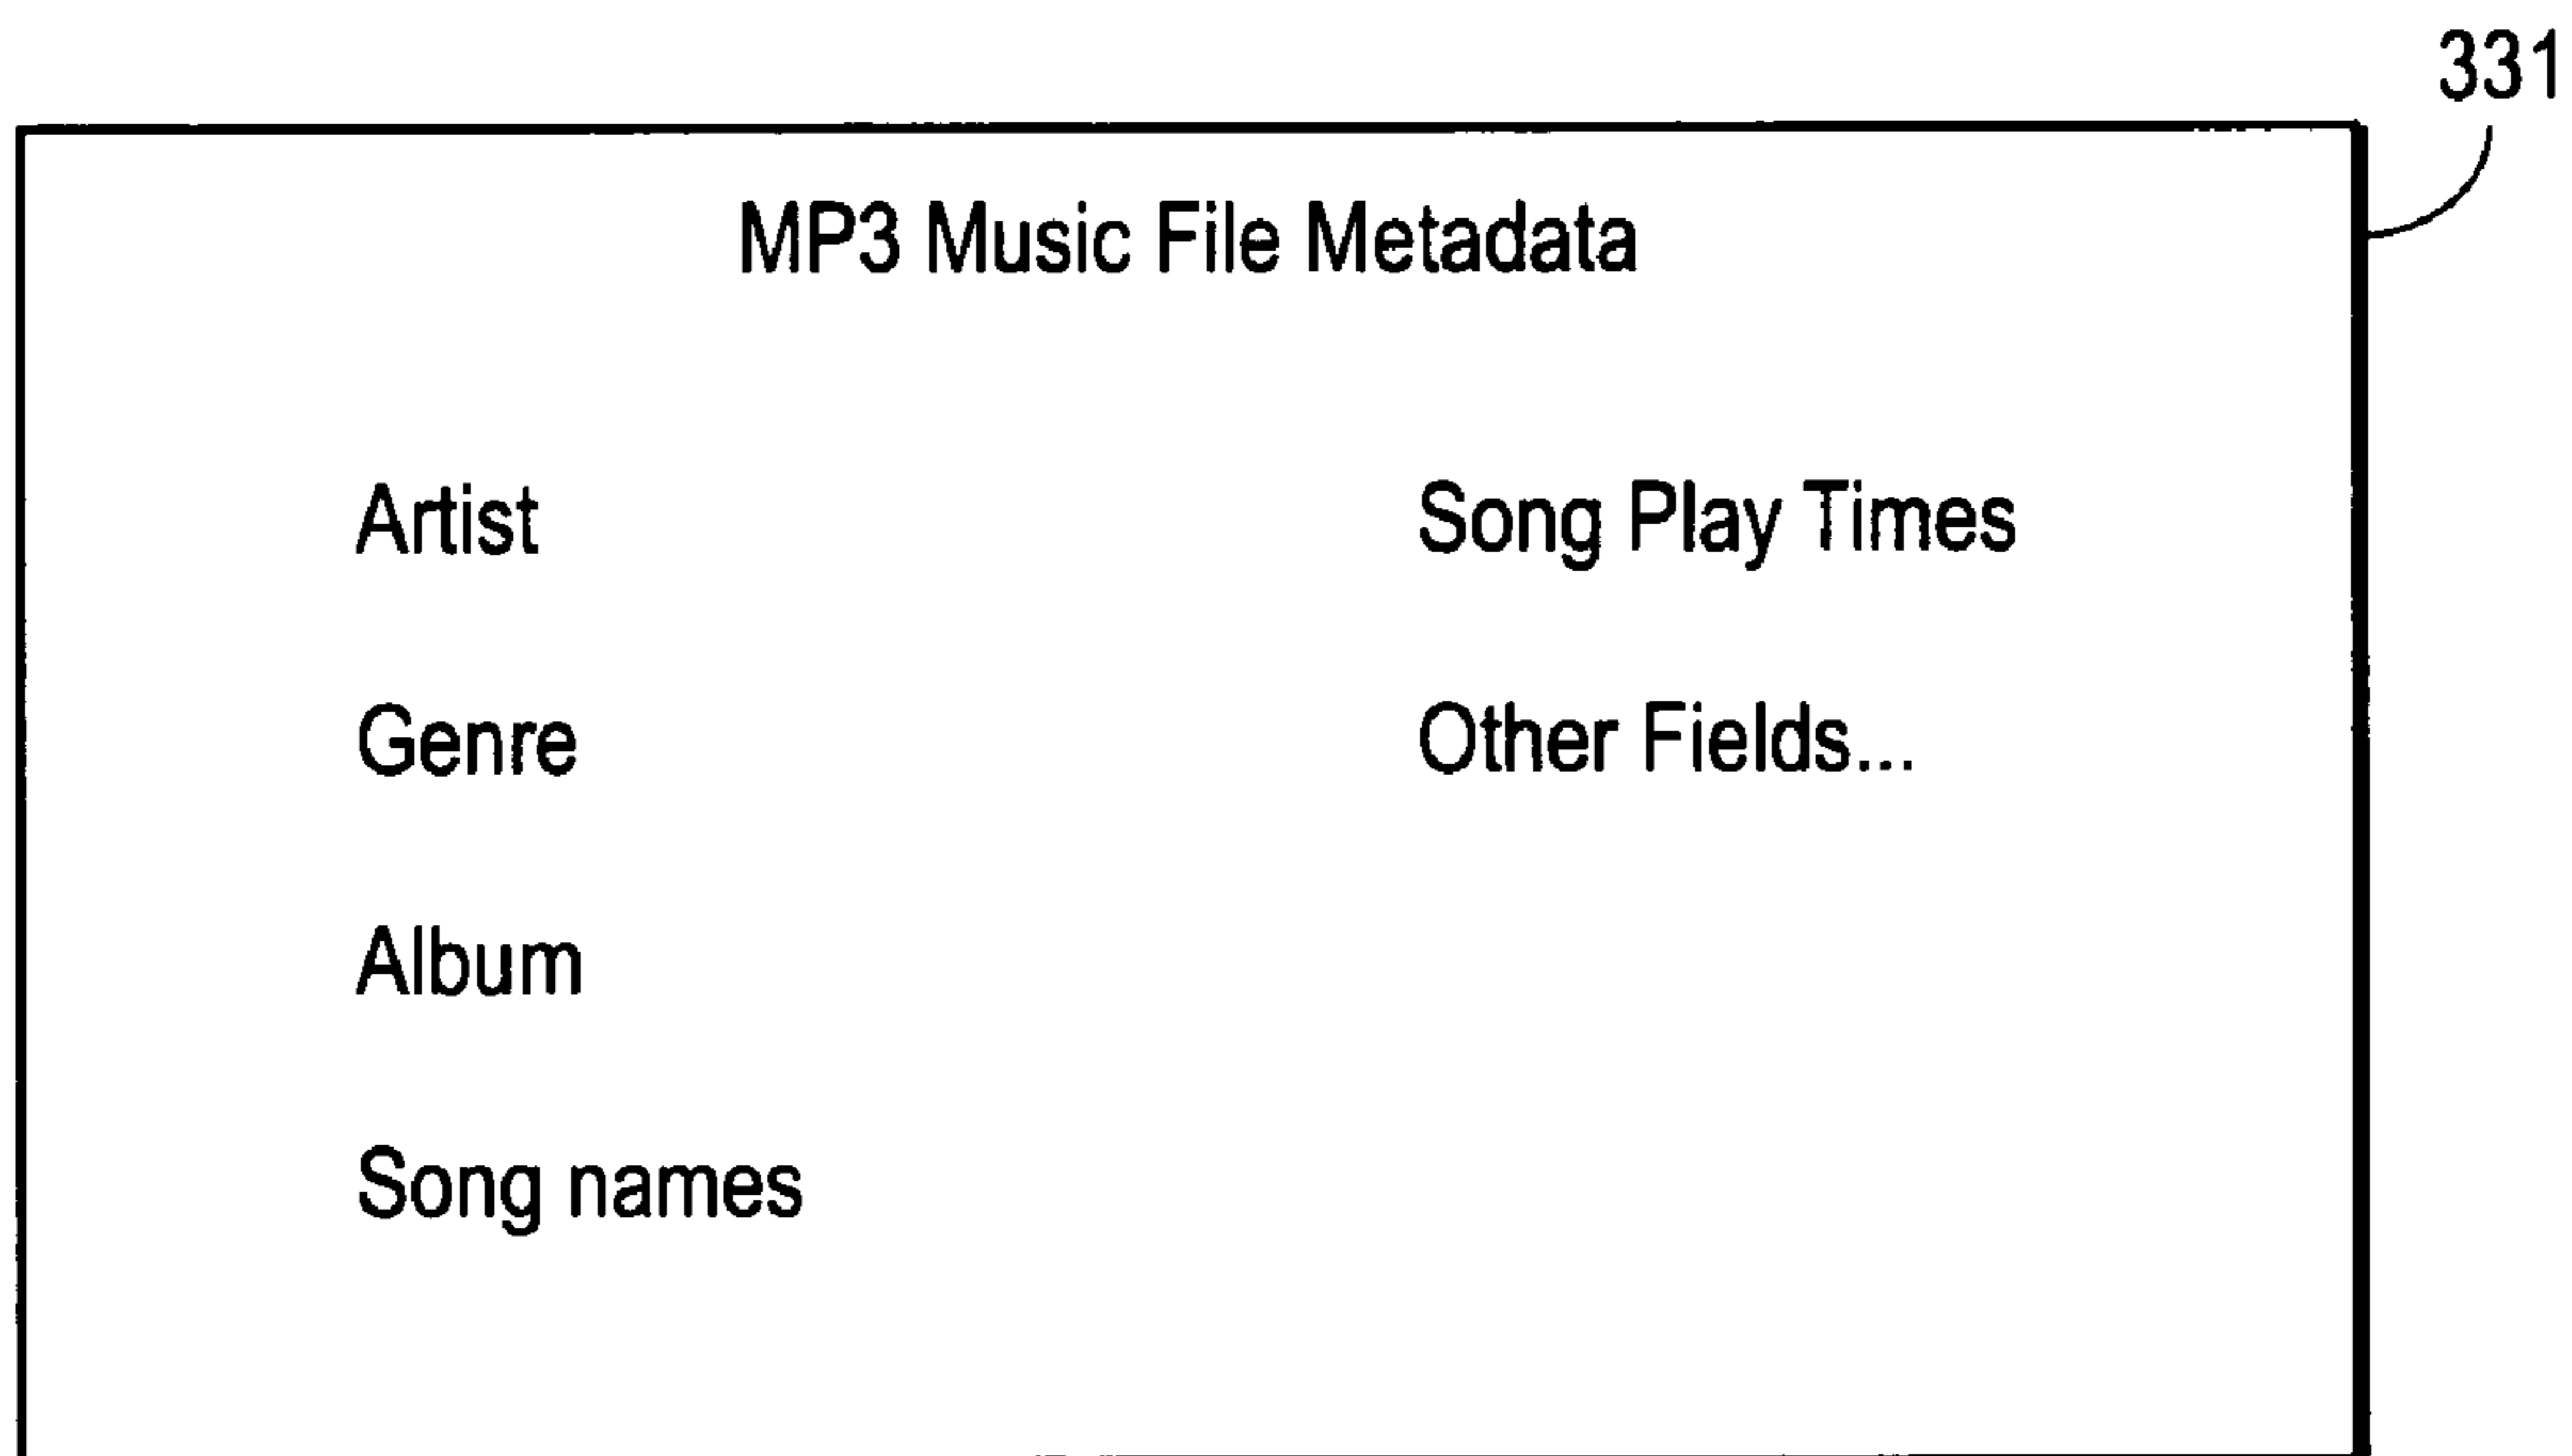 331
MP3 Music File Metadata
Artist
Genre
Album
Song names
Song Play Times
Other Fields...